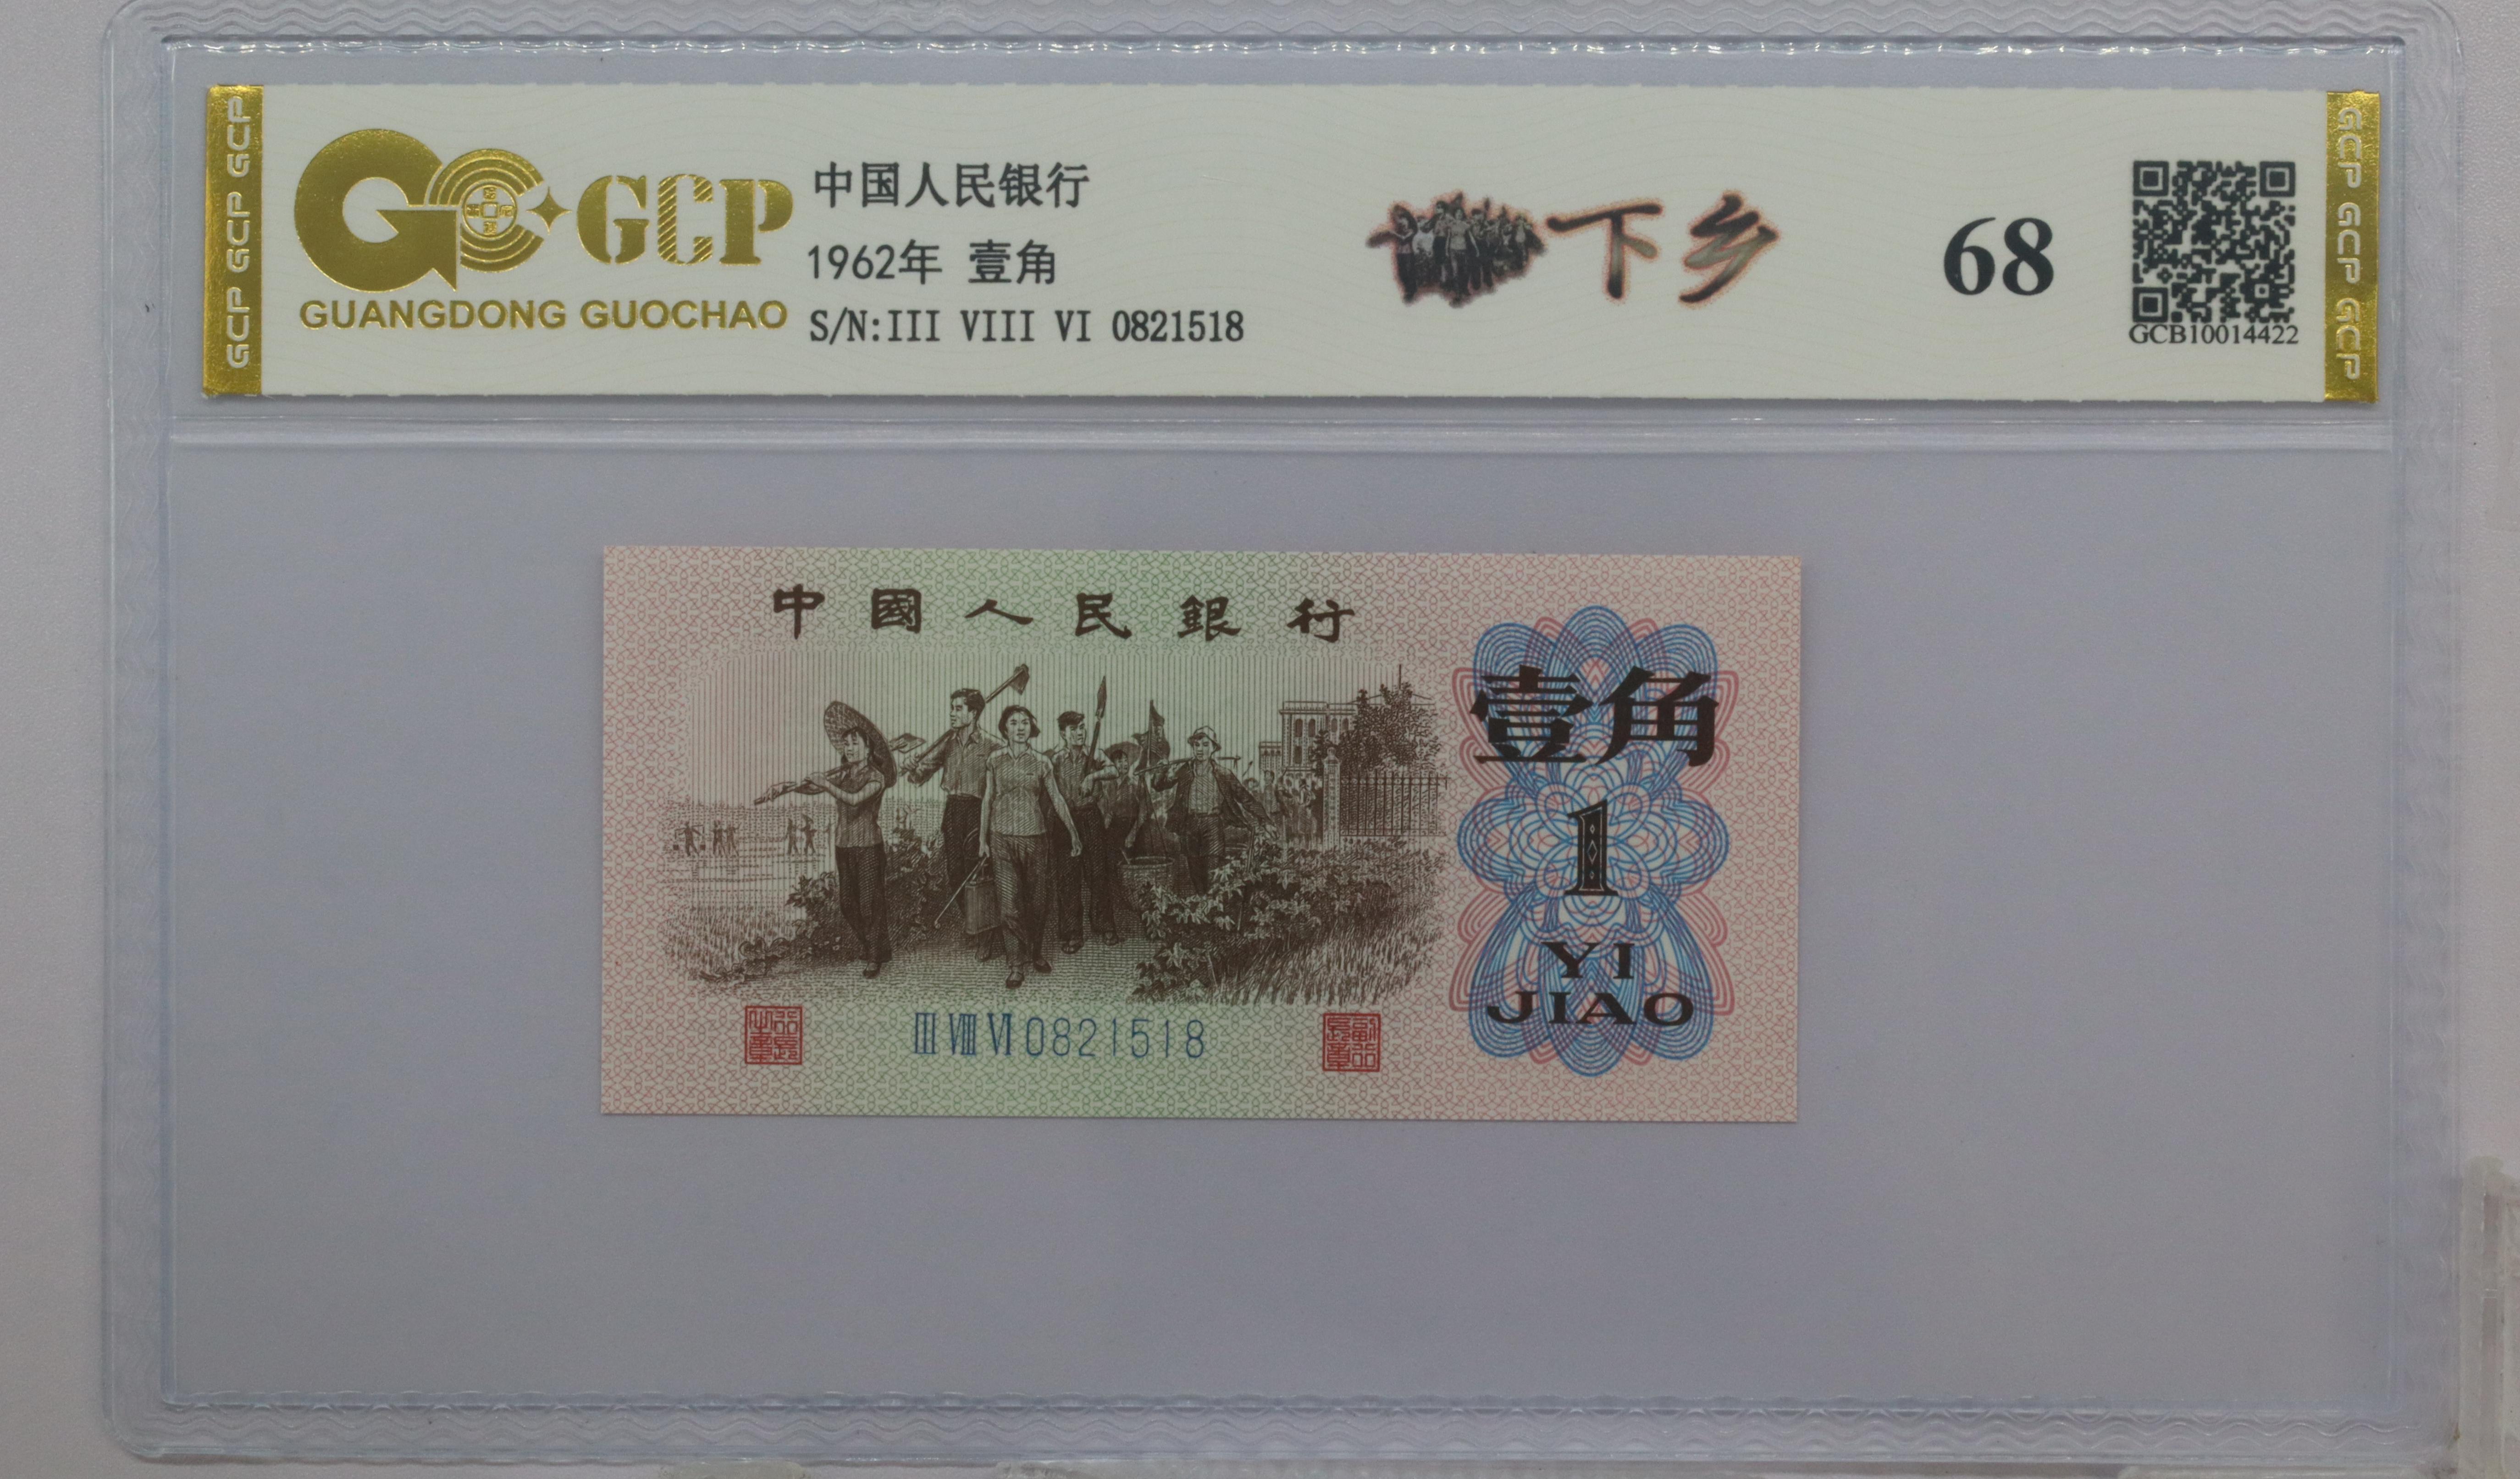 GCP GCP GCP
GCP
GUANGDONG GUOCHAO
中国人民银行
1962年 壹角
S/N:III VIII VI 0821518
下乡
68
GCB10014422
GCP GCP GCP
中國人民銀行
壹角
1
YI
JIAO
III VIII VI 0821518